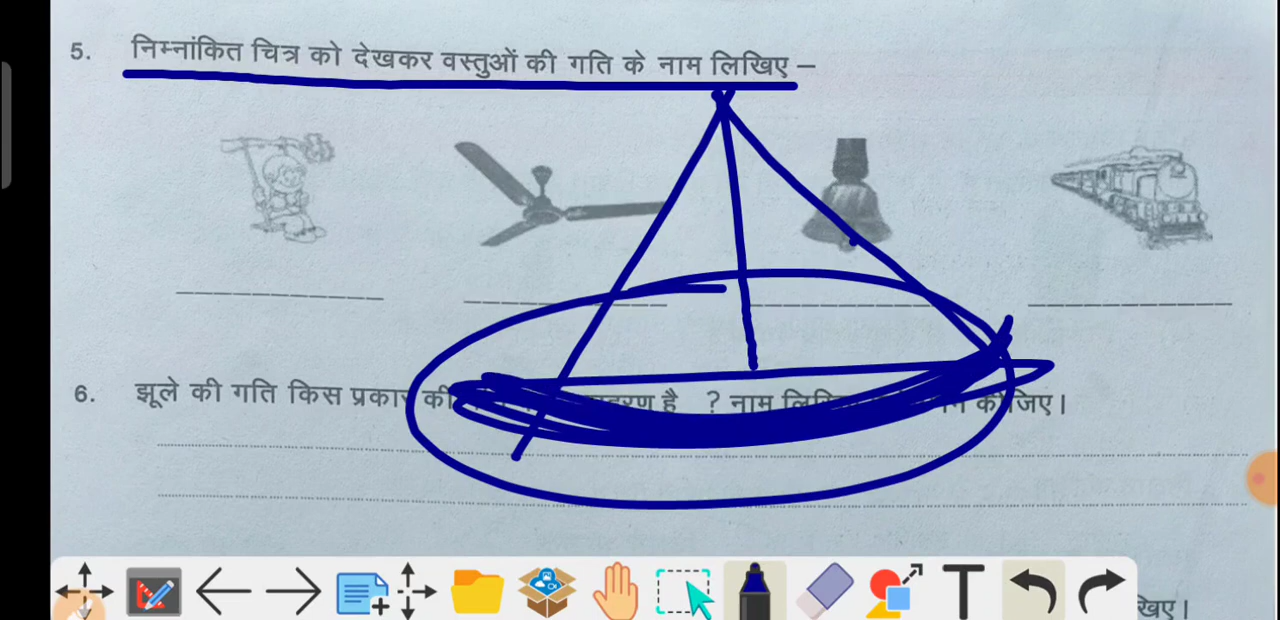 5. निम्नांकित चित्र को देखकर वस्तुओं की गति के नाम लिखिए –
6. झूले की गति किस प्रकार की है ? नाम कीजिए।
T